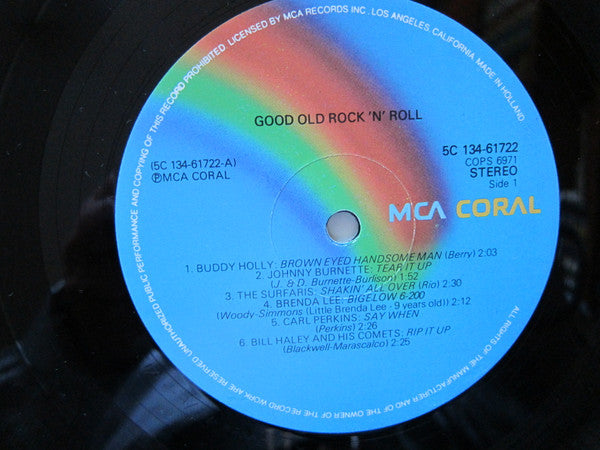 UNAUTHORIZED PUBLIC PERFORMANCE AND COPYING OF THIS RECORD PROHIBITED. LICENSED BY MCA RECORDS INC., LOS ANGELES, CALIFORNIA. MADE IN HOLLAND.
GOOD OLD ROCK 'N' ROLL
(5C 134-61722-A)
Ⓟ MCA CORAL
5C 134-61722
COPS 6971
STEREO
Side 1
MCA CORAL
1. BUDDY HOLLY: BROWN EYED HANDSOME MAN (Berry) 2:03
2. JOHNNY BURNETTE: TEAR IT UP
(J. & D. Burnette-Burlison) 1:52
3. THE SURFARIS: SHAKIN' ALL OVER (Rio) 2:30
4. BRENDA LEE: BIGELOW 6-200
(Woody-Simmons (Little Brenda Lee - 9 years old)) 2:12
5. CARL PERKINS: SAY WHEN
(Perkins) 2:26
6. BILL HALEY AND HIS COMETS: RIP IT UP
(Blackwell-Marascalco) 2:25
ALL RIGHTS OF THE MANUFACTURER AND OF THE OWNER OF THE RECORD WORK ARE RESERVED